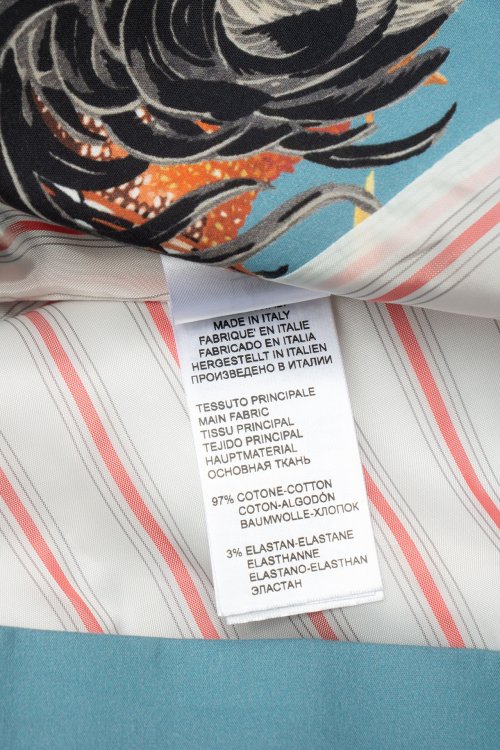 MADE IN ITALY
FABRIQUE' EN ITALIE
FABRICADO EN ITALIA
HERGESTELLT IN ITALIEN
ПРОИЗВЕДЕНО В ИТАЛИИ
TESSUTO PRINCIPALE
MAIN FABRIC
TISSU PRINCIPAL
TEJIDO PRINCIPAL
HAUPTMATERIAL
ОСНОВНАЯ ТКАНЬ
97% COTONE-COTTON
COTON-ALGODÓN
BAUMWOLLE-ХЛОПОК
3% ELASTAN-ELASTANE
ELASTHANNE
ELASTANO-ELASTHAN
ЭЛАСТАН